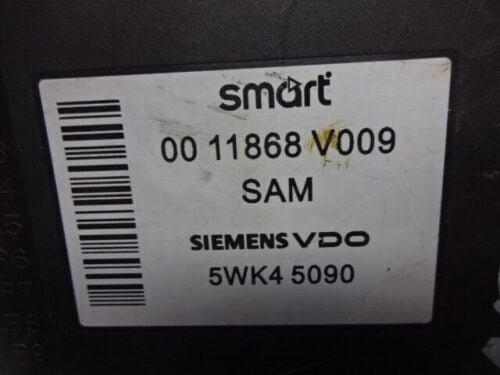 smart
00 11868 V009
SAM
SIEMENS VDO
5WK4 5090